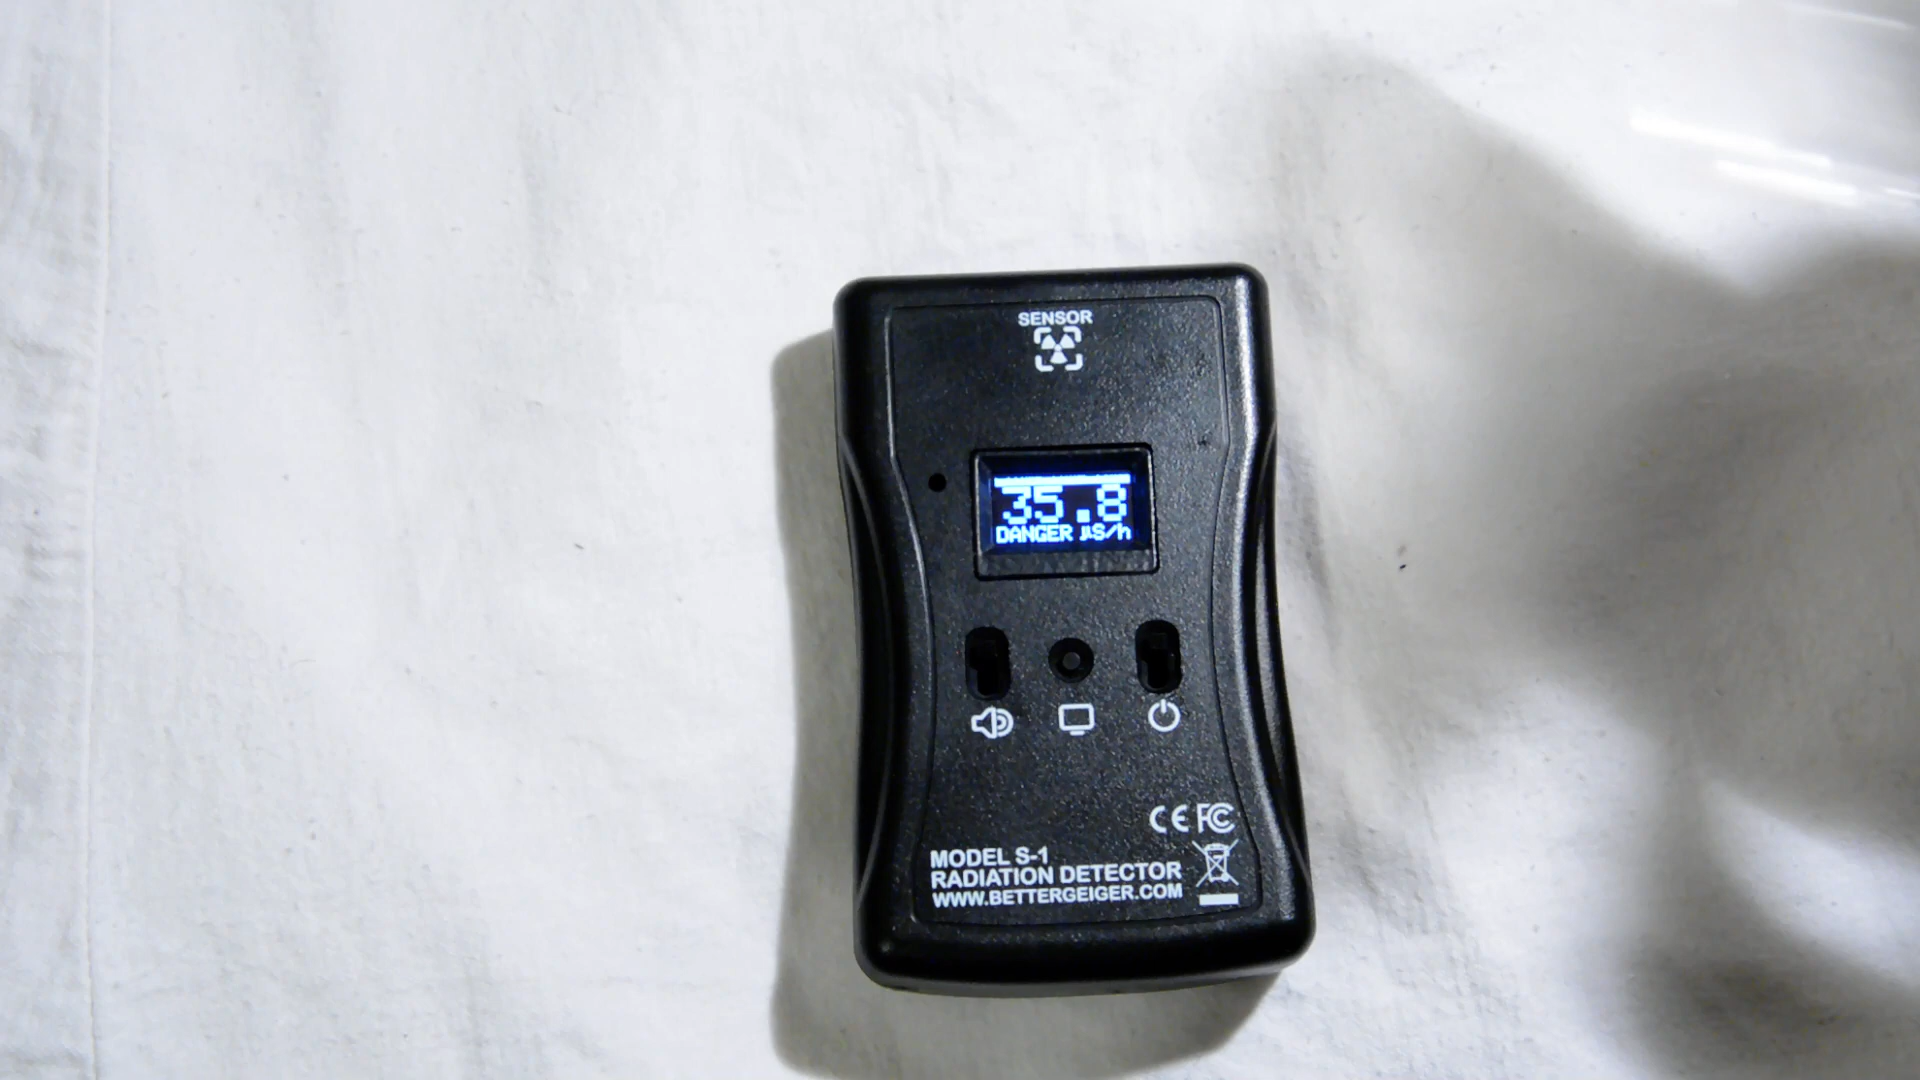 SENSOR
35.8
DANGER µS/h
CE FC
MODEL S-1
RADIATION DETECTOR
WWW.BETTERGEIGER.COM